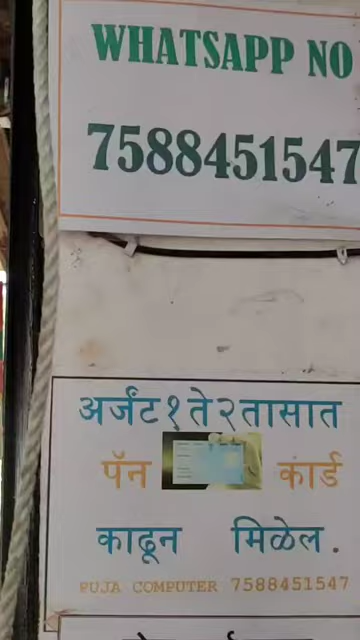 WHATSAPP NO
7588451547
अर्जंट १ ते २ तासात
पॅन कार्ड
काढून मिळेल .
PUJA COMPUTER 7588451547